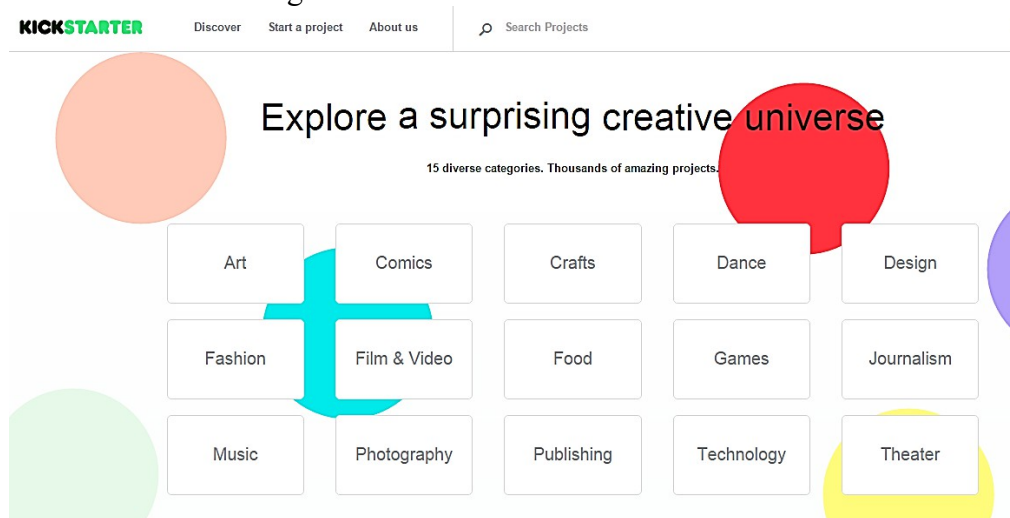 KICKSTARTER Discover Start a project About us Search Projects
Explore a surprising creative universe
15 diverse categories. Thousands of amazing projects.
Art Comics Crafts Dance Design
Fashion Film & Video Food Games Journalism
Music Photography Publishing Technology Theater